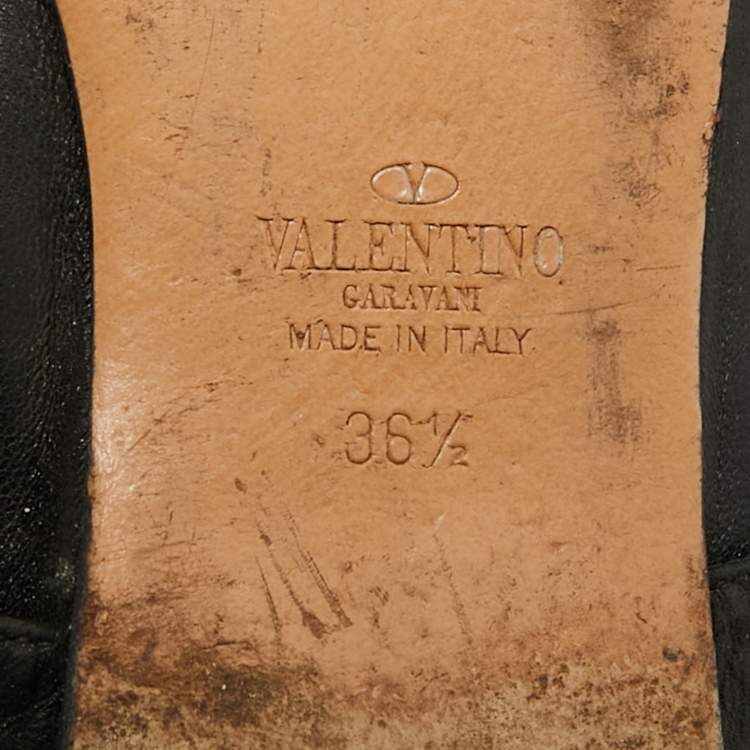 V
VALENTINO
GARAVANI
MADE IN ITALY
36½